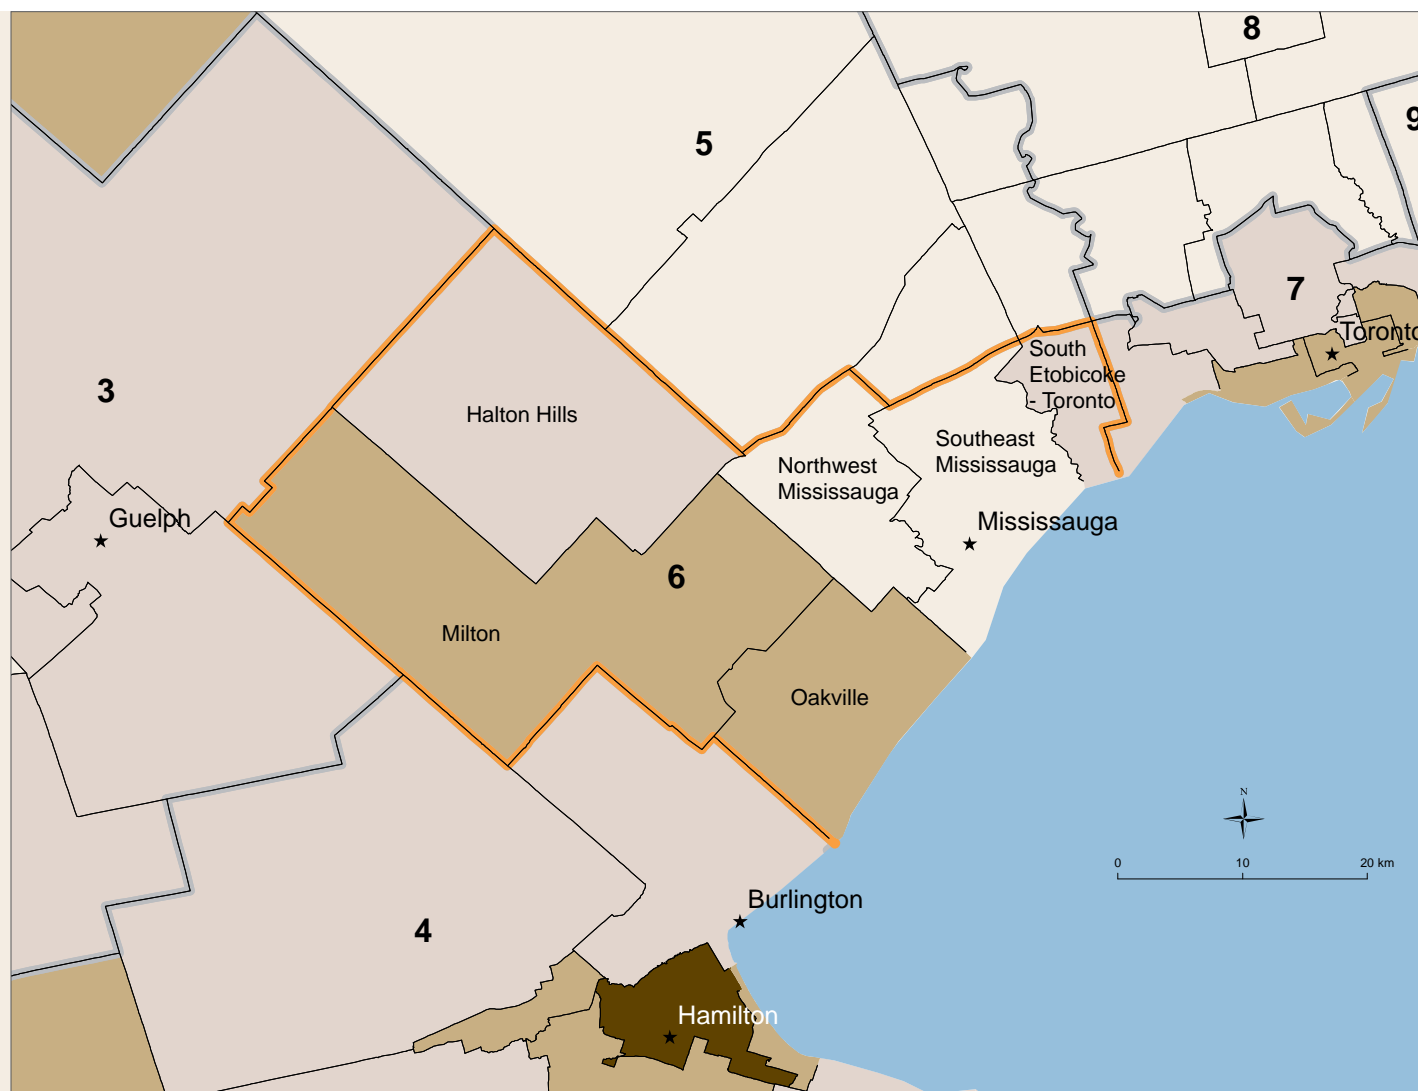 8
9
5
7
Toronto
South
Etobicoke
- Toronto
3
Halton Hills
Southeast
Mississauga
Northwest
Mississauga
Guelph
Mississauga
6
Milton
Oakville
N
0 10 20 km
Burlington
4
Hamilton